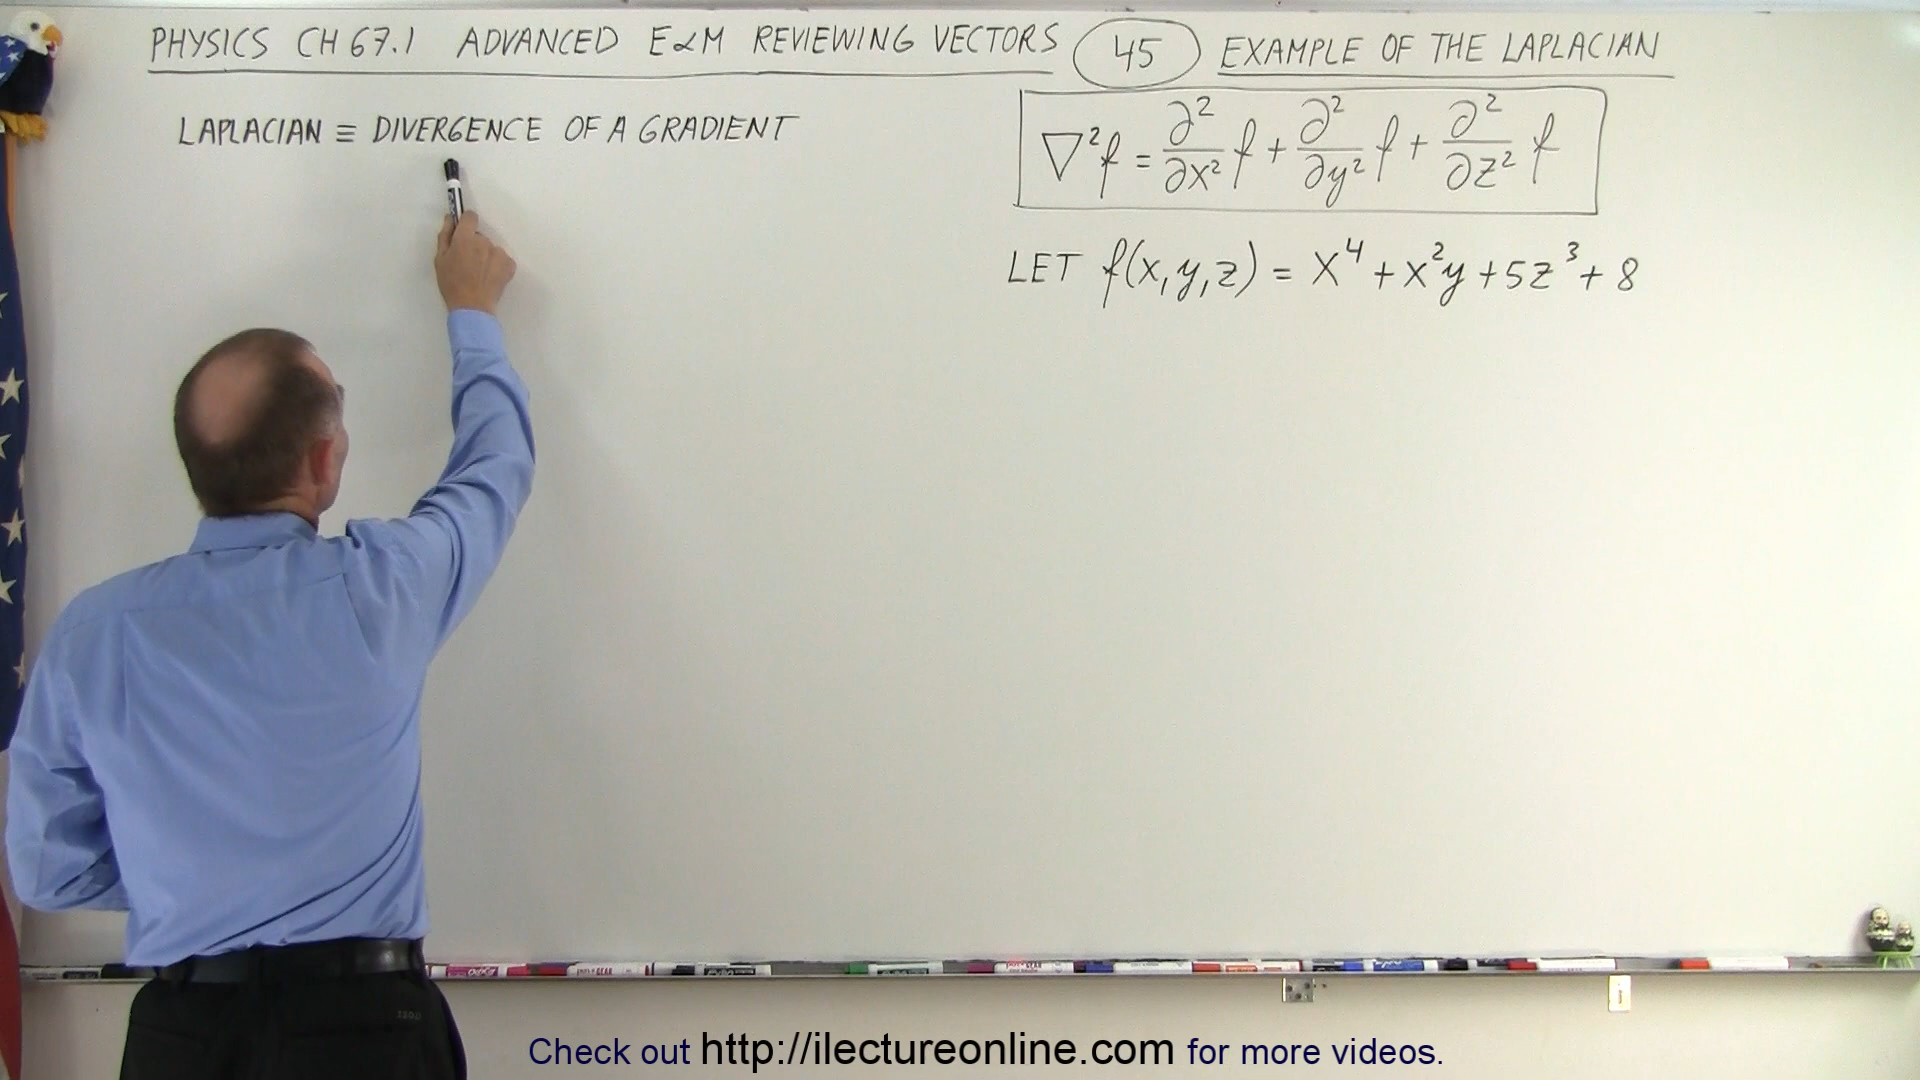 PHYSICS CH 67.1 ADVANCED E&M REVIEWING VECTORS 45 EXAMPLE OF THE LAPLACIAN
LAPLACIAN ≡ DIVERGENCE OF A GRADIENT
∇²f = ∂²/∂x² f + ∂²/∂y² f + ∂²/∂z² f
LET f(x,y,z) = x⁴ + x²y + 5z³ + 8
Check out http://ilectureonline.com for more videos.